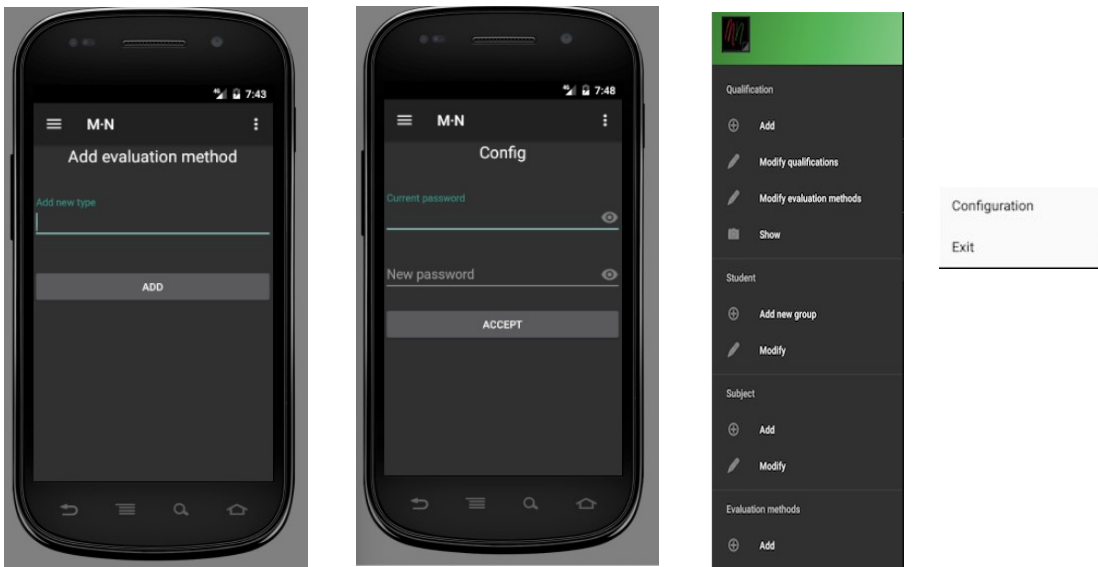 7:43
M·N
Add evaluation method
Add new type
ADD
7:48
M·N
Config
Current password
New password
ACCEPT
Qualification
Add
Modify qualifications
Modify evaluation methods
Show
Student
Add new group
Modify
Subject
Add
Modify
Evaluation methods
Add
Configuration
Exit